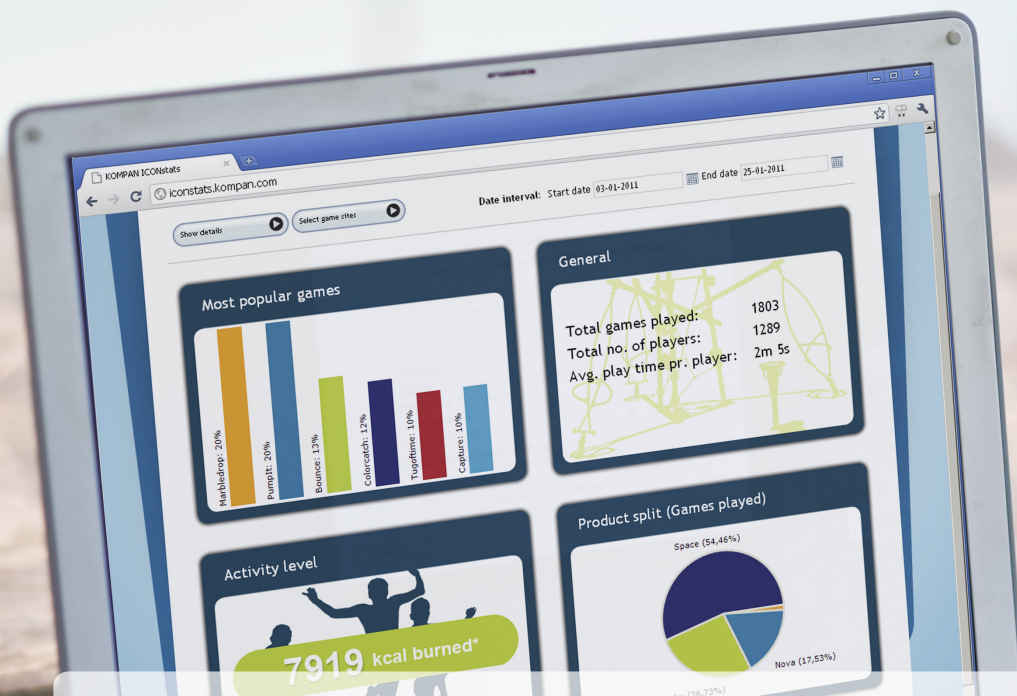 KOMPAN ICONstats
iconstats.kompan.com
Show details
Select game sites
Date interval: Start date 03-01-2011 End date 25-01-2011
Most popular games
Marbledrop: 20%
PumpIt: 20%
Bounce: 13%
Colorcatch: 12%
Tugoftime: 10%
Capture: 10%
General
Total games played: 1803
Total no. of players: 1289
Avg. play time pr. player: 2m 5s
Activity level
7919 kcal burned*
Product split (Games played)
Space (54,46%)
Nova (17,53%)
(26,73%)